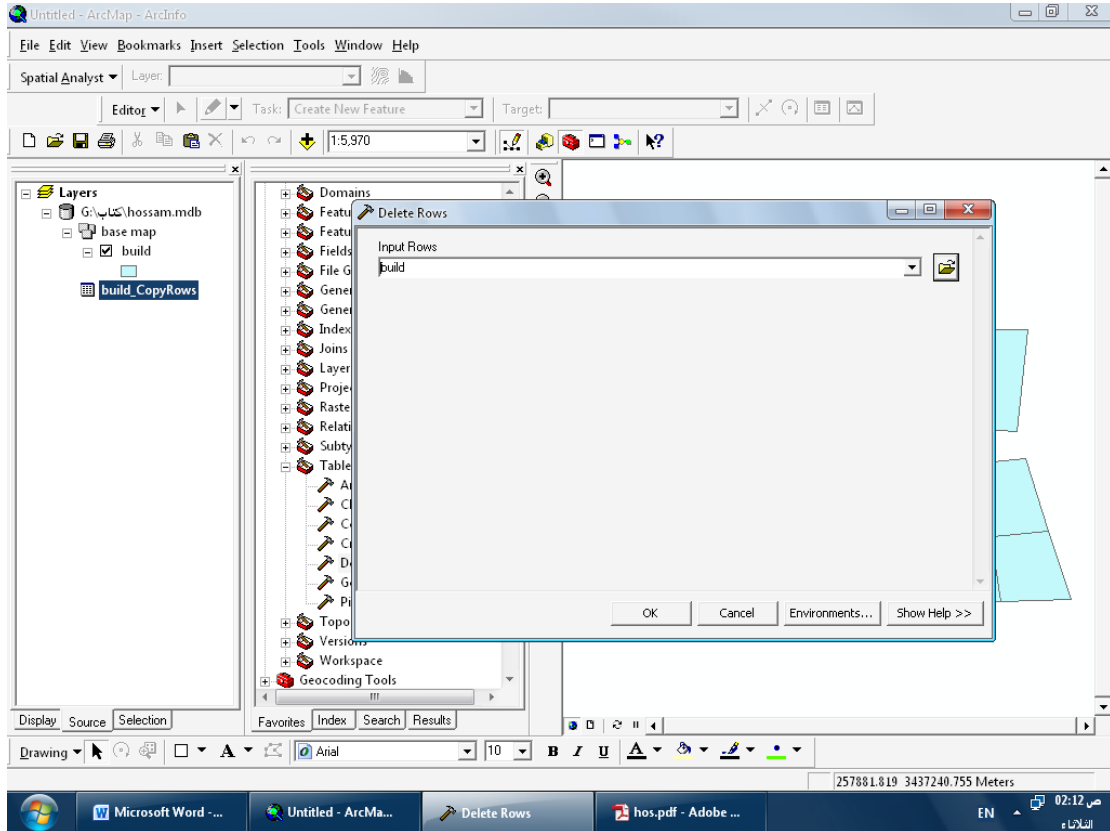 Untitled - ArcMap - ArcInfo
File Edit View Bookmarks Insert Selection Tools Window Help
Spatial Analyst Layer:
Editor Task: Create New Feature Target:
1:5,970
Layers
G:\كتاب\hossam.mdb
base map
build
build_CopyRows
Display Source Selection
Domains
Featu
Featu
Fields
File G
Gene
Gene
Index
Joins
Layer
Proje
Raste
Relati
Subty
Table
A
C
C
C
D
G
Pi
Topo
Versions
Workspace
Geocoding Tools
Favorites Index Search Results
Delete Rows
Input Rows
build
OK Cancel Environments... Show Help >>
Drawing A Arial 10 B I U A
257881.819 3437240.755 Meters
Microsoft Word -... Untitled - ArcMa... Delete Rows hos.pdf - Adobe ... EN 02:12 ص
الثلاثاء